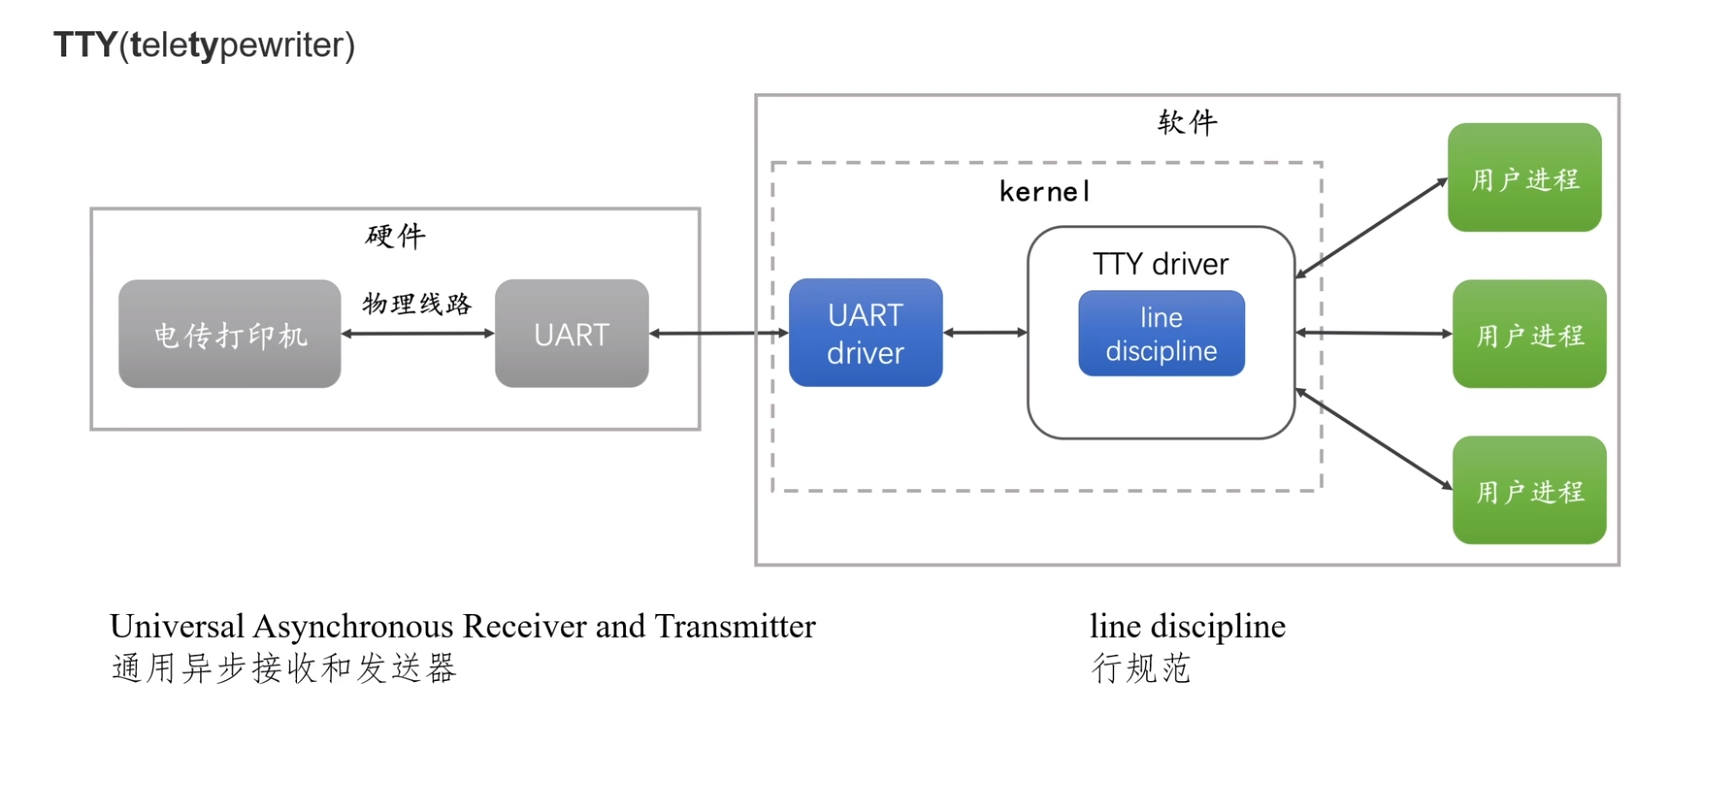 TTY(teletypewriter)
软件
kernel
硬件
电传打印机
物理线路
UART
UART
driver
TTY driver
line
discipline
用户进程
用户进程
用户进程
Universal Asynchronous Receiver and Transmitter
通用异步接收和发送器
line discipline
行规范